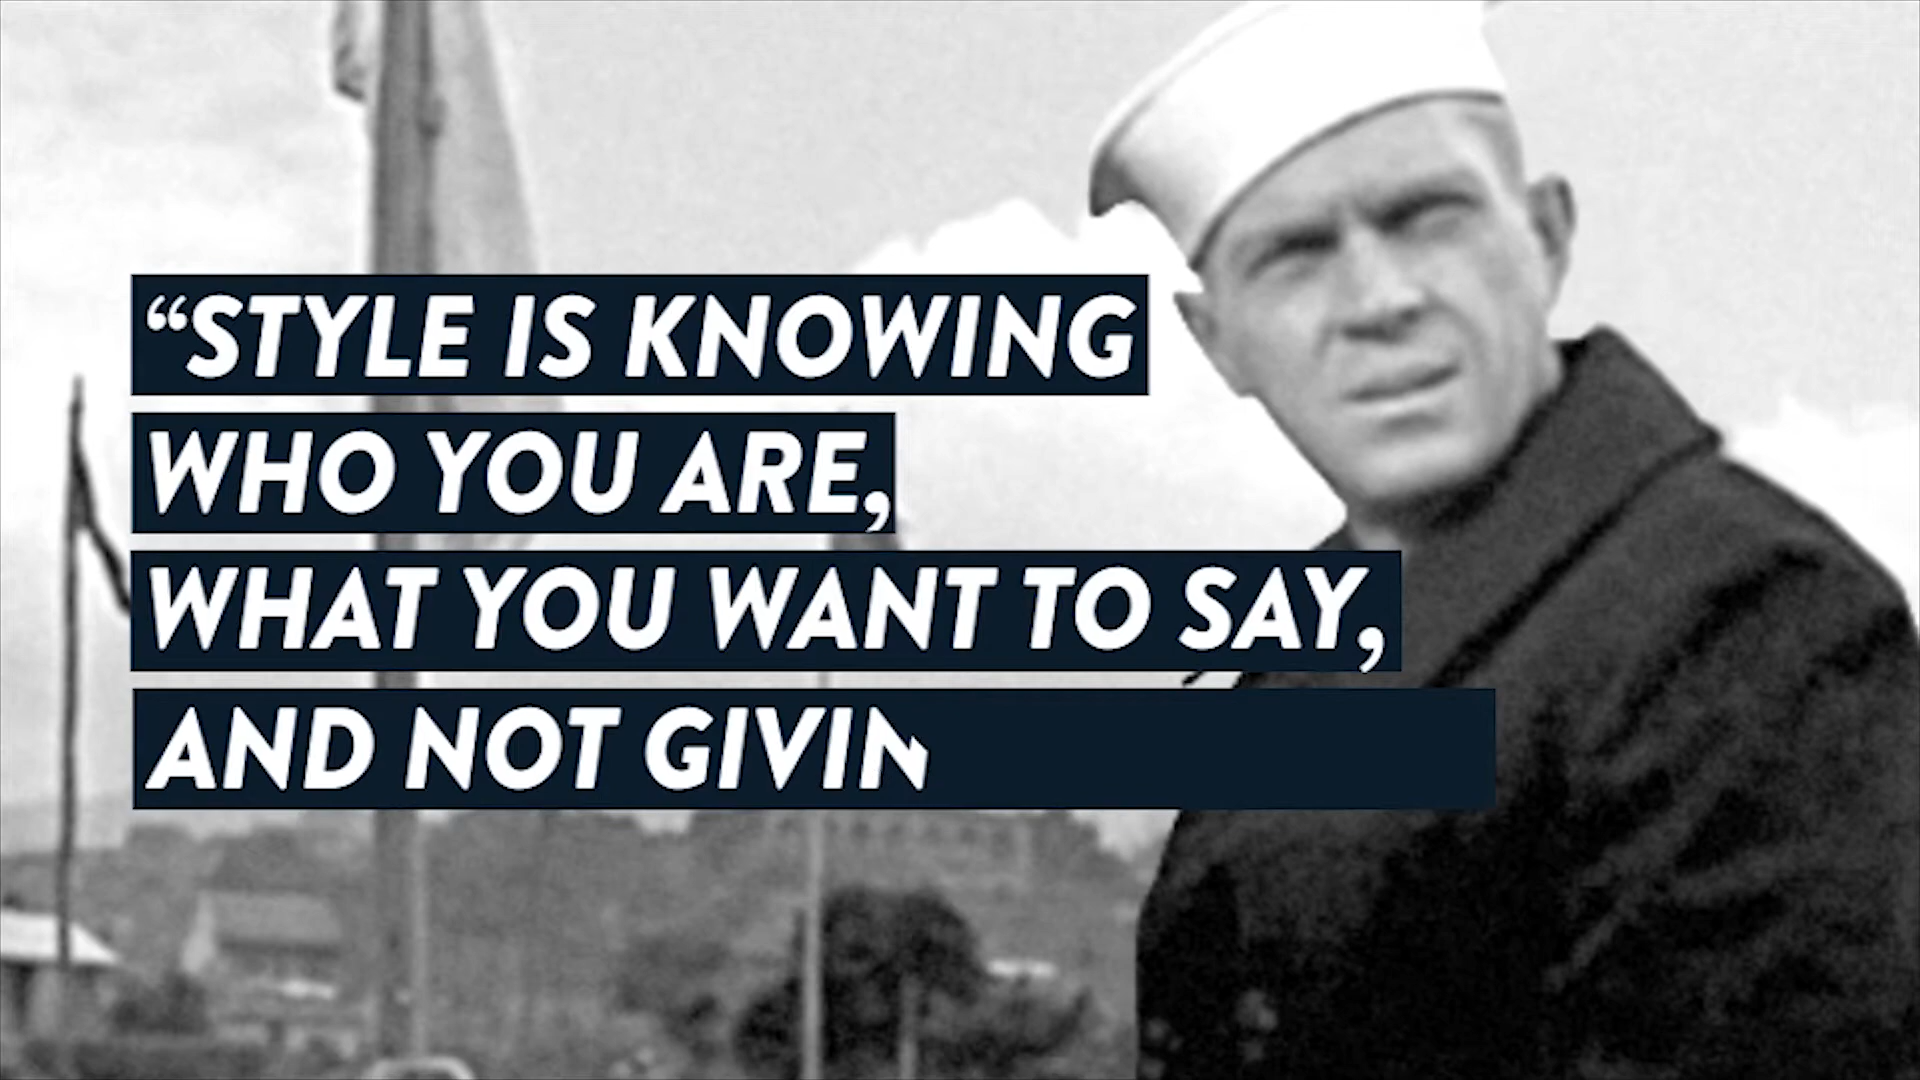 “STYLE IS KNOWING
WHO YOU ARE,
WHAT YOU WANT TO SAY,
AND NOT GIVIN